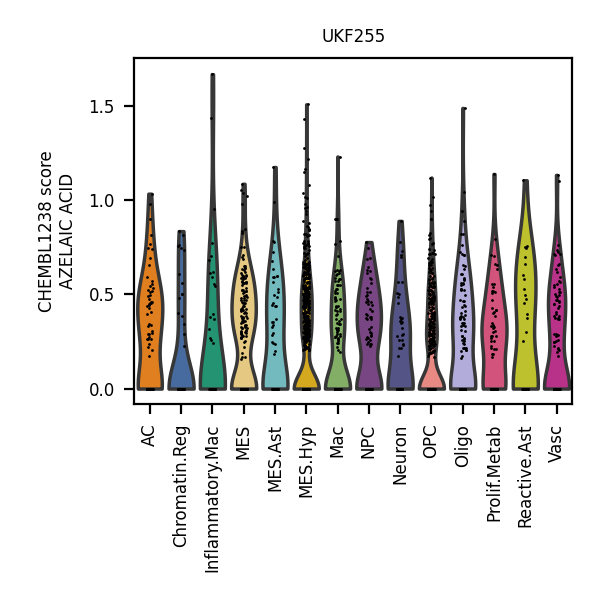 UKF255
CHEMBL1238 score
AZELAIC ACID
1.5
1.0
0.5
0.0
AC
Chromatin.Reg
Inflammatory.Mac
MES
MES.Ast
MES.Hyp
Mac
NPC
Neuron
OPC
Oligo
Prolif.Metab
Reactive.Ast
Vasc